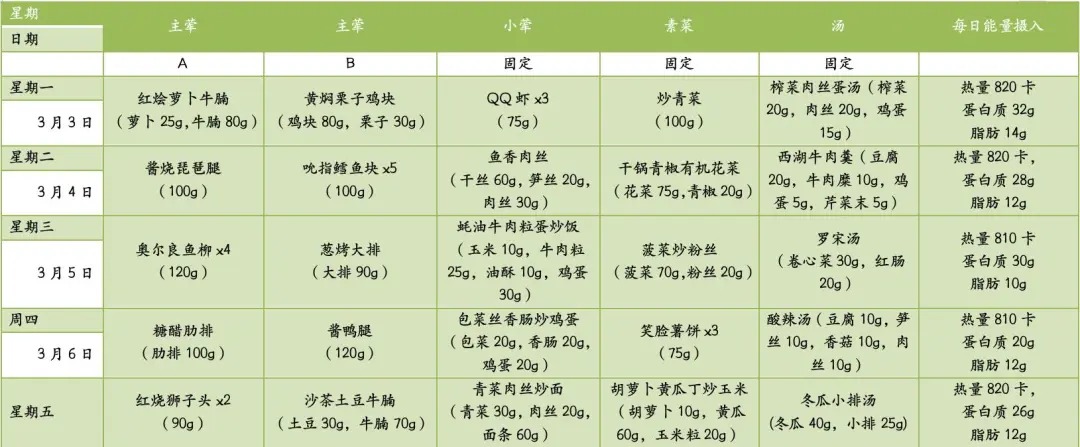 星期
日期
主荤
主荤
小荤
素菜
汤
每日能量摄入
A
B
固定
固定
固定
星期一
3月3日
红烩萝卜牛腩
（萝卜 25g,牛腩 80g）
黄焖栗子鸡块
（鸡块 80g，栗子 30g）
QQ 虾 x3
（75g）
炒青菜
（100g）
榨菜肉丝蛋汤（榨菜
20g，肉丝 20g，鸡蛋
15g）
热量 820 卡
蛋白质 32g
脂肪 14g
星期二
3月4日
酱烧琵琶腿
（100g）
吮指鳕鱼块 x5
（100g）
鱼香肉丝
（干丝 60g，笋丝 20g，
肉丝 30g）
干锅青椒有机花菜
（花菜 75g,青椒 20g）
西湖牛肉羹（豆腐
20g，牛肉糜 10g，鸡
蛋 5g，芹菜末 5g）
热量 820 卡，
蛋白质 28g
脂肪 12g
星期三
3月5日
奥尔良鱼柳 x4
（120g）
葱烤大排
（大排 90g）
蚝油牛肉粒蛋炒饭
（玉米 10g，牛肉粒
25g，油酥 10g，鸡蛋
30g）
菠菜炒粉丝
（菠菜 70g,粉丝 20g）
罗宋汤
（卷心菜 30g，红肠
20g）
热量 810 卡
蛋白质 30g
脂肪 10g
周四
3月6日
糖醋肋排
（肋排 100g）
酱鸭腿
（120g）
包菜丝香肠炒鸡蛋
（包菜 20g，香肠 20g，
鸡蛋 20g）
笑脸薯饼 x3
（75g）
酸辣汤（豆腐 10g，笋
丝 10g，香菇 10g，肉
丝 10g）
热量 810 卡
蛋白质 20g
脂肪 12g
星期五
红烧狮子头 x2
（90g）
沙茶土豆牛腩
（土豆 30g，牛腩 70g）
青菜肉丝炒面
（青菜 30g，肉丝 20g，
面条 60g）
胡萝卜黄瓜丁炒玉米
（胡萝卜 10g，黄瓜
60g，玉米粒 20g）
冬瓜小排汤
（冬瓜 40g，小排 25g)
热量 820 卡，
蛋白质 26g
脂肪 12g